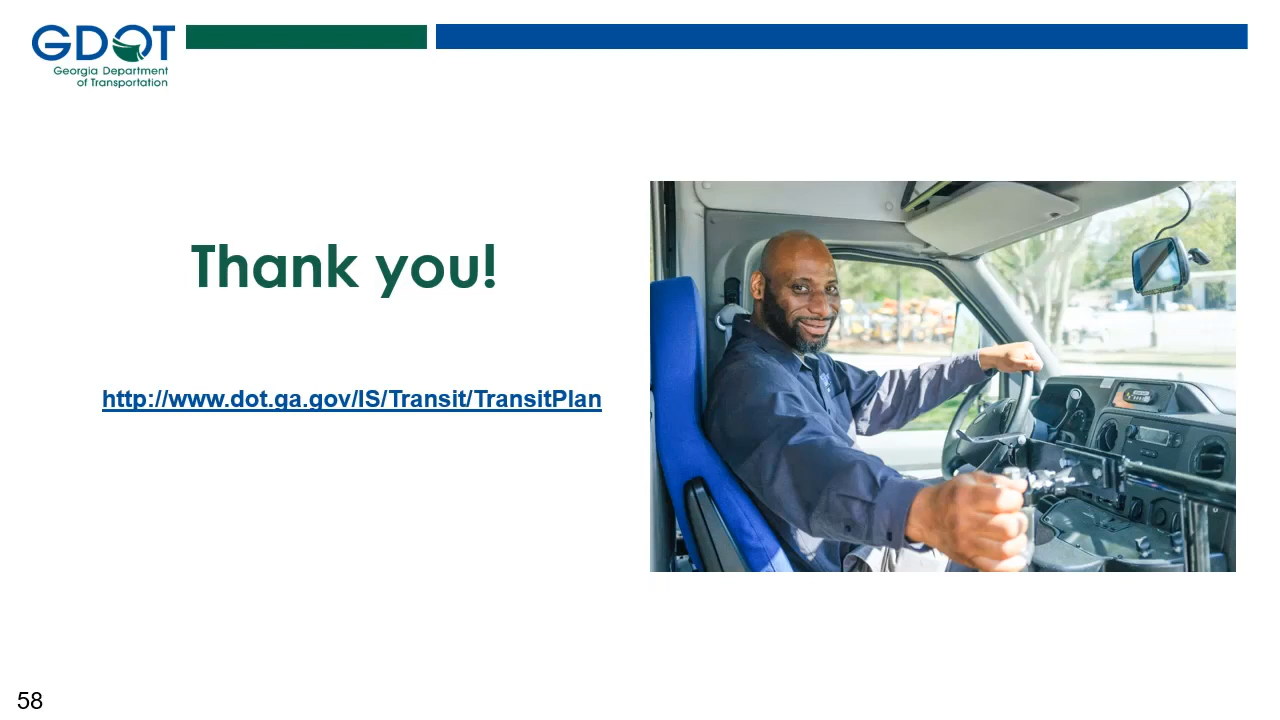 GDOT
Georgia Department
of Transportation
Thank you!
http://www.dot.ga.gov/IS/Transit/TransitPlan
58